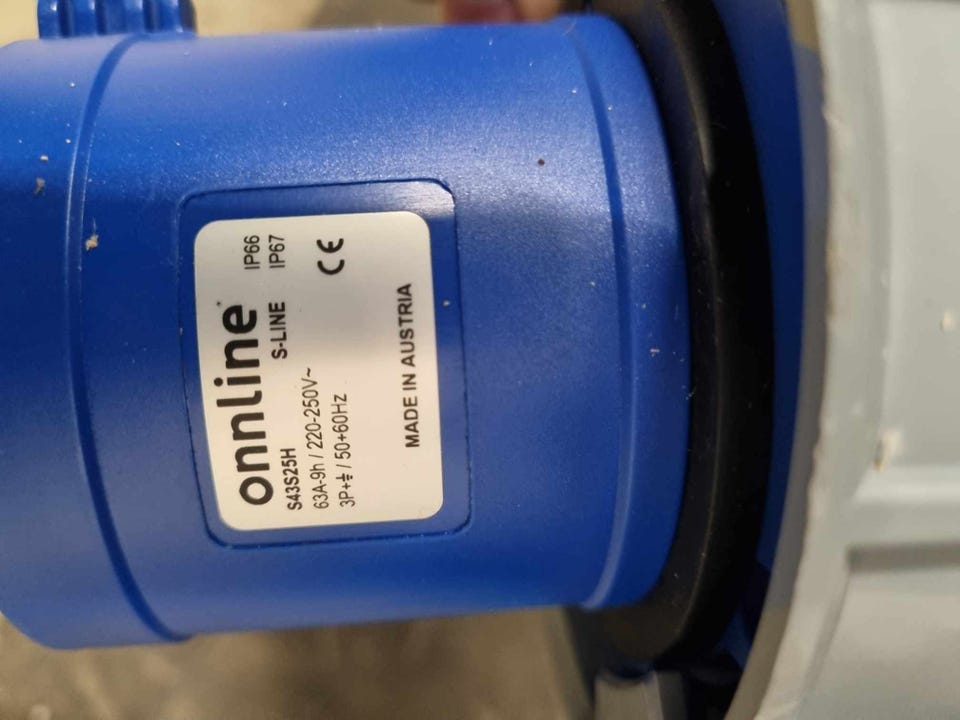 onnline
IP66
S43S25H
S-LINE
IP67
63A-9h / 220-250V~
3P+⏚ / 50+60Hz
CE
MADE IN AUSTRIA